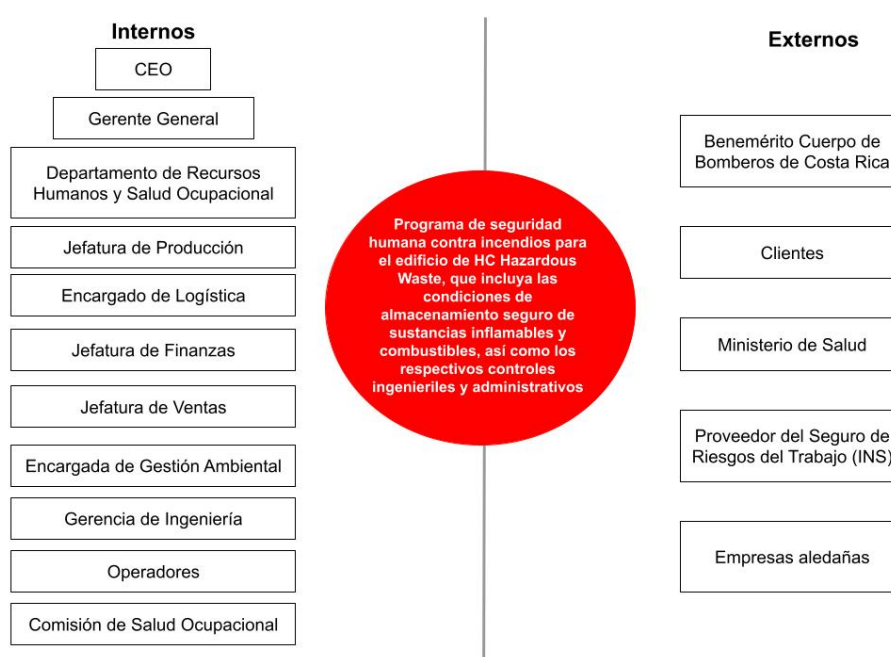 Internos
CEO
Gerente General
Departamento de Recursos
Humanos y Salud Ocupacional
Jefatura de Producción
Encargado de Logística
Jefatura de Finanzas
Jefatura de Ventas
Encargada de Gestión Ambiental
Gerencia de Ingeniería
Operadores
Comisión de Salud Ocupacional
Programa de seguridad
humana contra incendios para
el edificio de HC Hazardous
Waste, que incluya las
condiciones de
almacenamiento seguro de
sustancias inflamables y
combustibles, así como los
respectivos controles
ingenieriles y administrativos
Externos
Benemérito Cuerpo de
Bomberos de Costa Rica
Clientes
Ministerio de Salud
Proveedor del Seguro de
Riesgos del Trabajo (INS)
Empresas aledañas